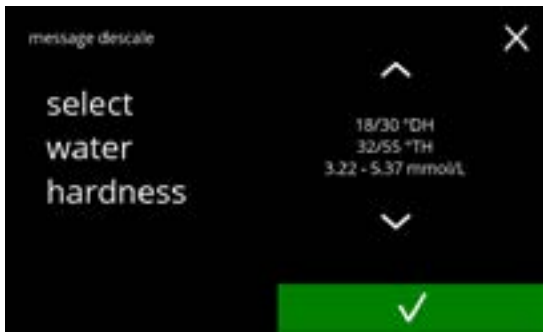 message descale
select
water
hardness
18/30 °DH
32/55 °TH
3.22 - 5.37 mmol/L